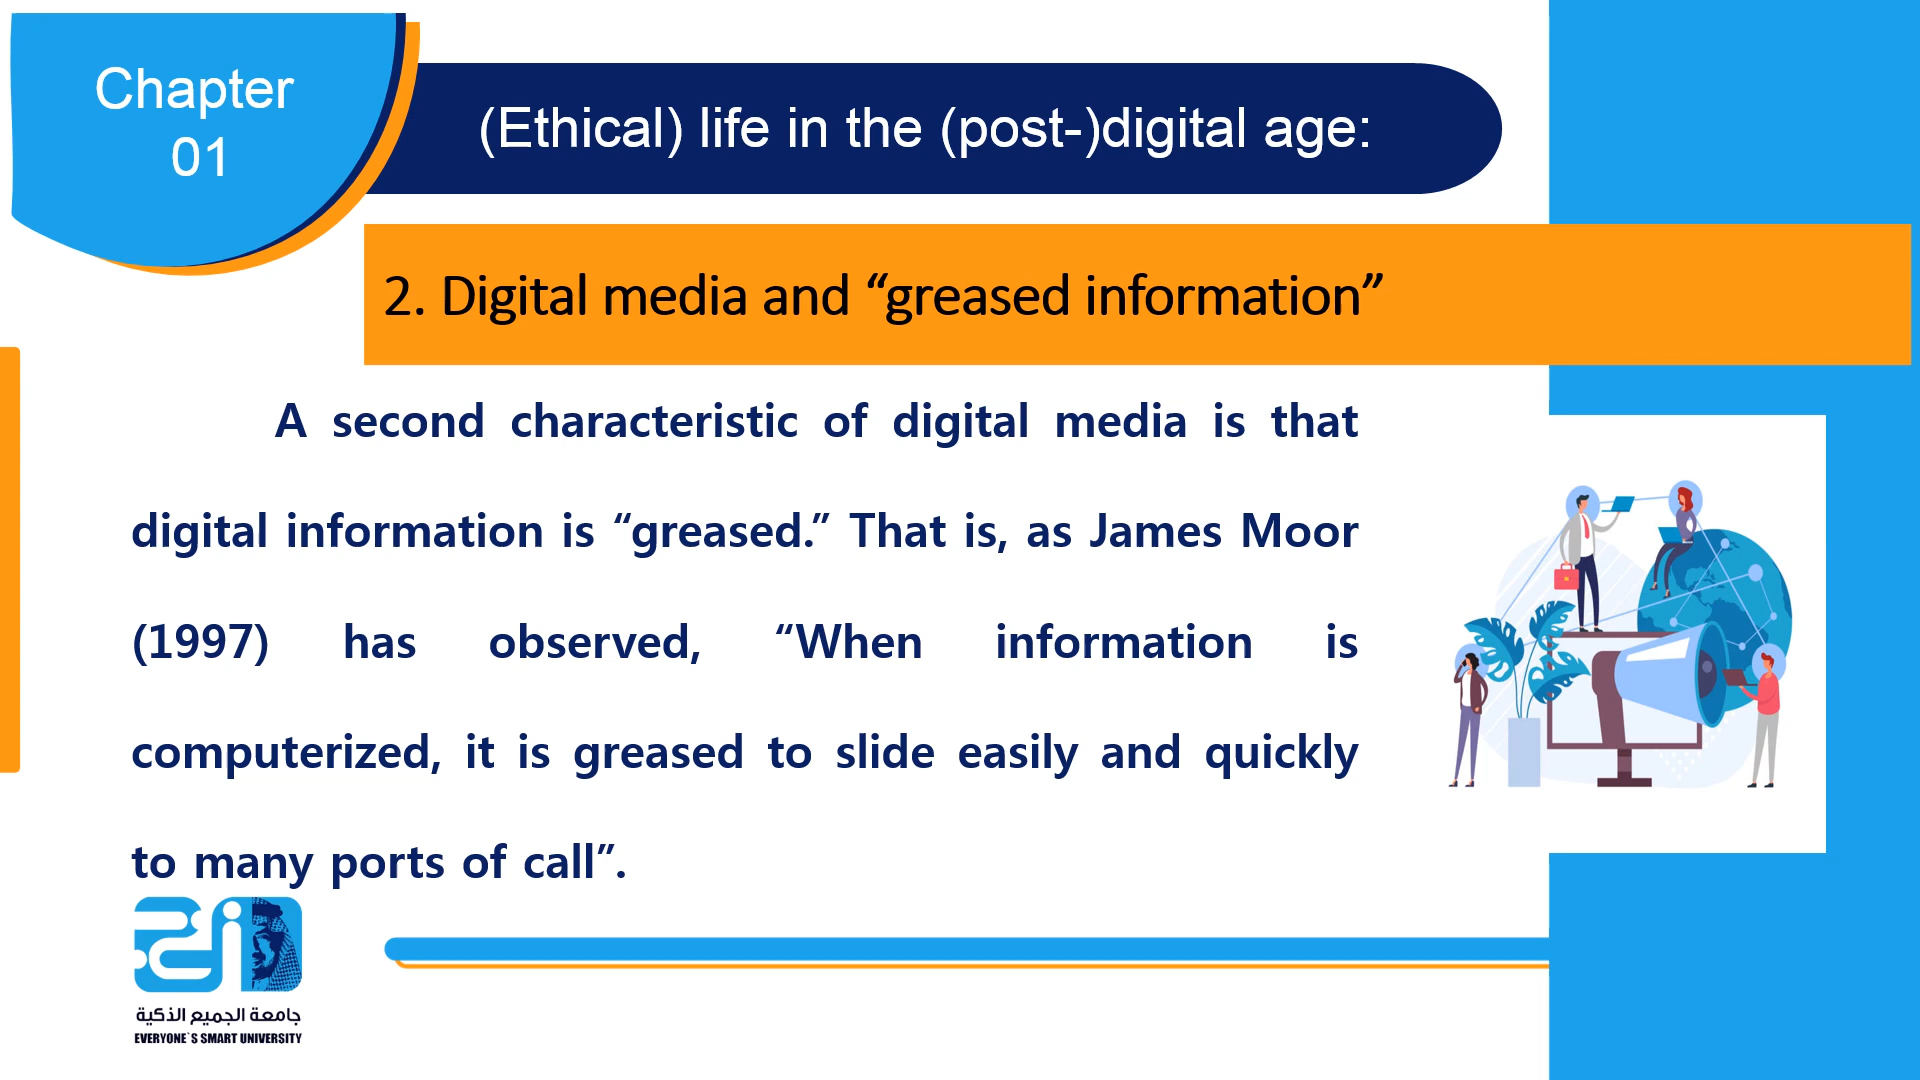 Chapter
01
(Ethical) life in the (post-)digital age:
2. Digital media and “greased information”
A second characteristic of digital media is that
digital information is “greased.” That is, as James Moor
(1997) has observed, “When information is
computerized, it is greased to slide easily and quickly
to many ports of call”.
جامعة الجميع الذكية
EVERYONE`S SMART UNIVERSITY